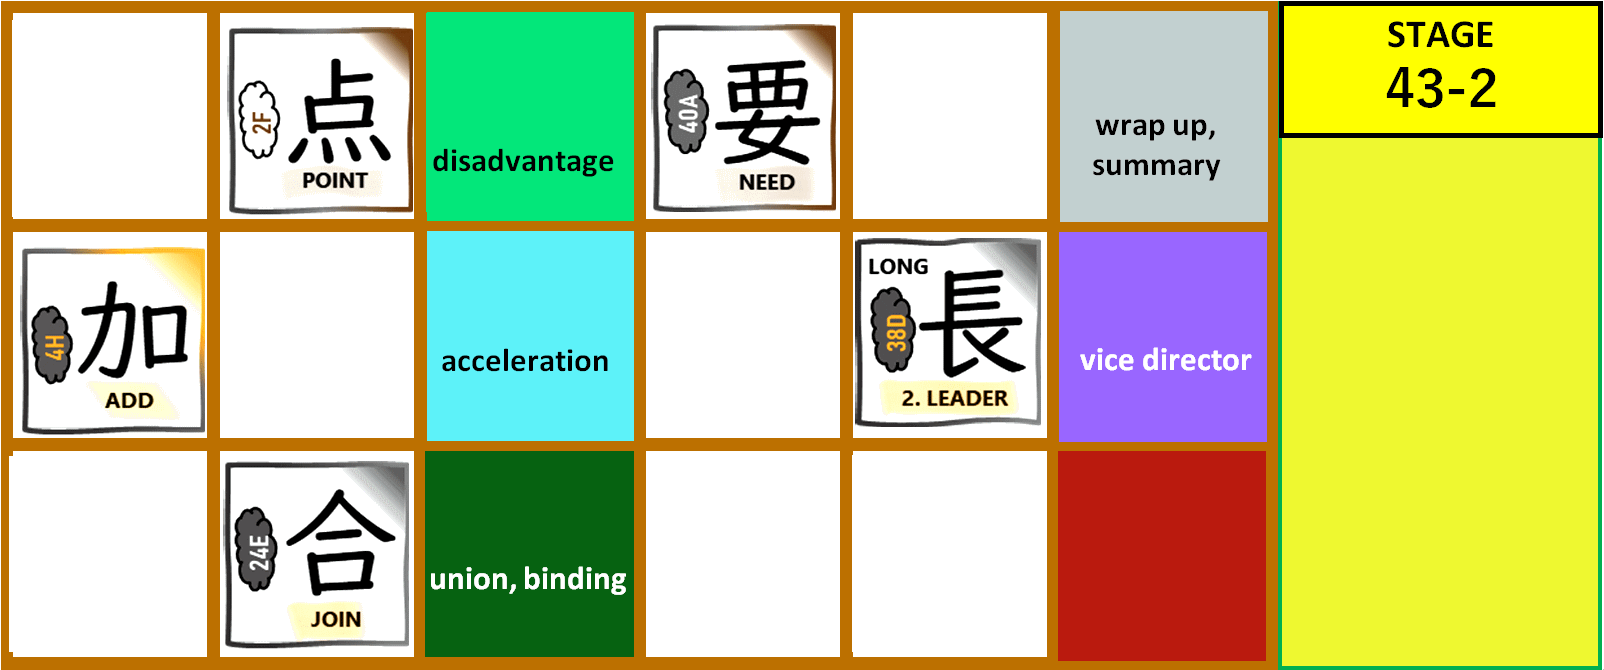 2F
点
POINT
disadvantage
40A
要
NEED
wrap up,
summary
STAGE
43-2
4H
加
ADD
acceleration
LONG
38D
長
2. LEADER
vice director
24E
合
JOIN
union, binding